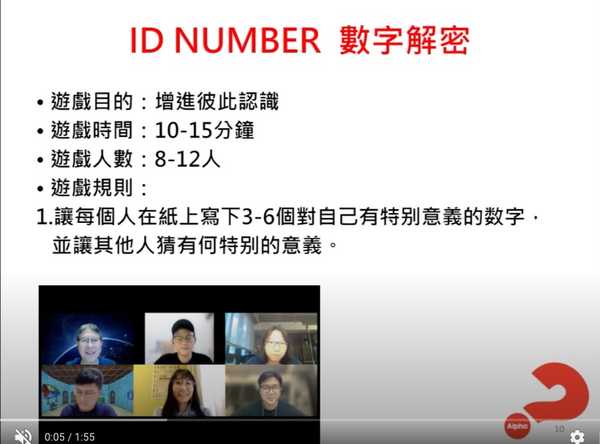 ID NUMBER 數字解密
• 遊戲目的：增進彼此認識
• 遊戲時間：10-15分鐘
• 遊戲人數：8-12人
• 遊戲規則：
1.讓每個人在紙上寫下3-6個對自己有特別意義的数字，
並讓其他人猜有何特别的意義。
Alpha
10
0:05 / 1:55